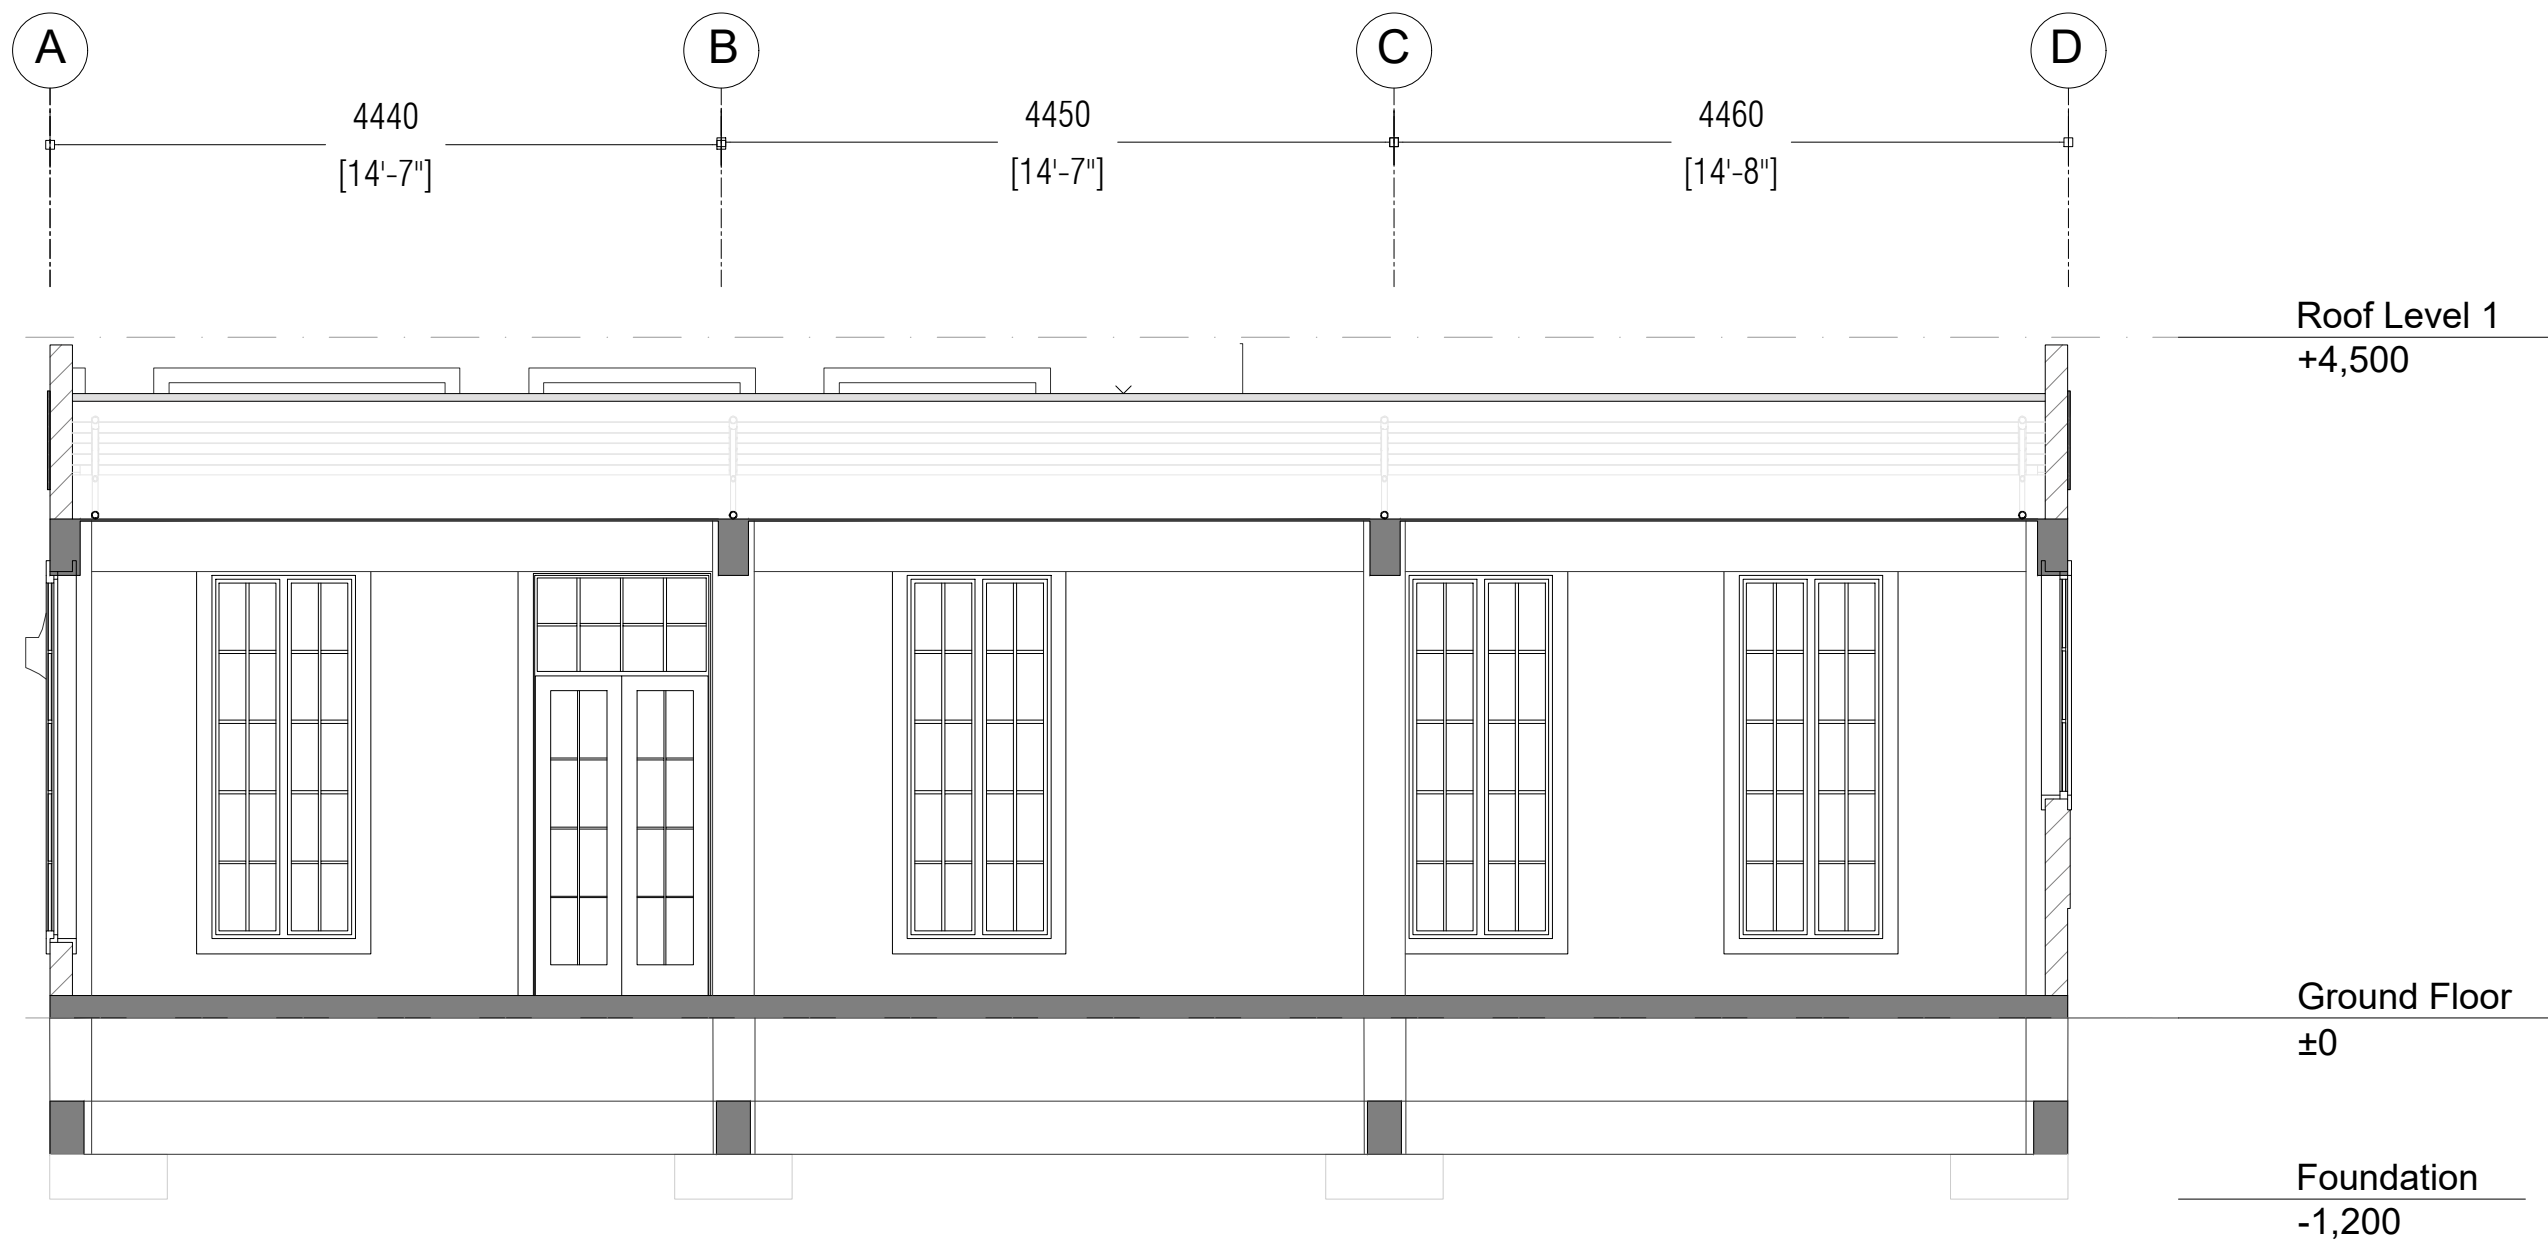 A B C D
4440 4450 4460
[14'-7"] [14'-7"] [14'-8"]
Roof Level 1
+4,500
Ground Floor
±0
Foundation
-1,200